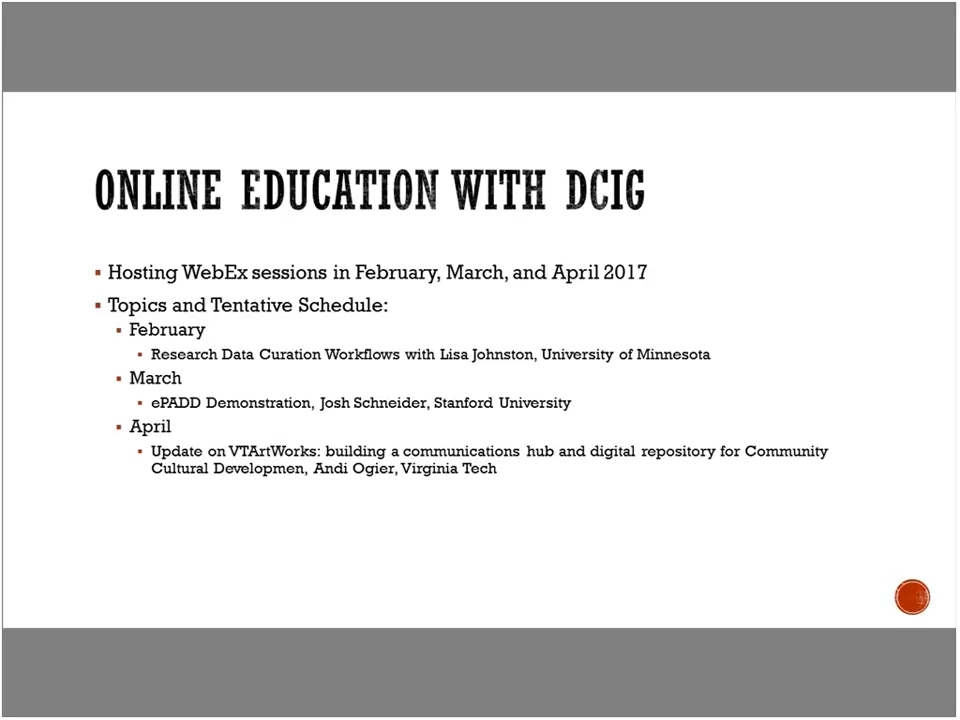 ONLINE EDUCATION WITH DCIG
Hosting WebEx sessions in February, March, and April 2017
Topics and Tentative Schedule:
February
Research Data Curation Workflows with Lisa Johnston, University of Minnesota
March
ePADD Demonstration, Josh Schneider, Stanford University
April
Update on VTArtWorks: building a communications hub and digital repository for Community
Cultural Developmen, Andi Ogier, Virginia Tech